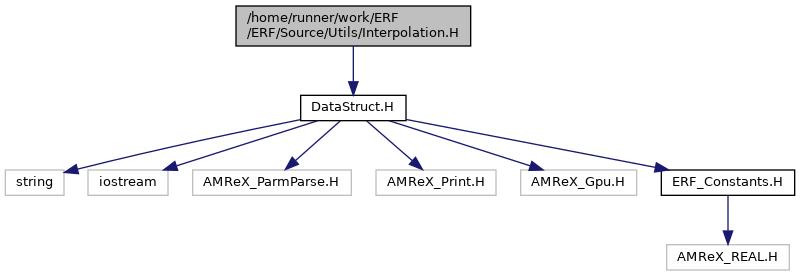 /home/runner/work/ERF
/ERF/Source/Utils/Interpolation.H
DataStruct.H
string
iostream
AMReX_ParmParse.H
AMReX_Print.H
AMReX_Gpu.H
ERF_Constants.H
AMReX_REAL.H